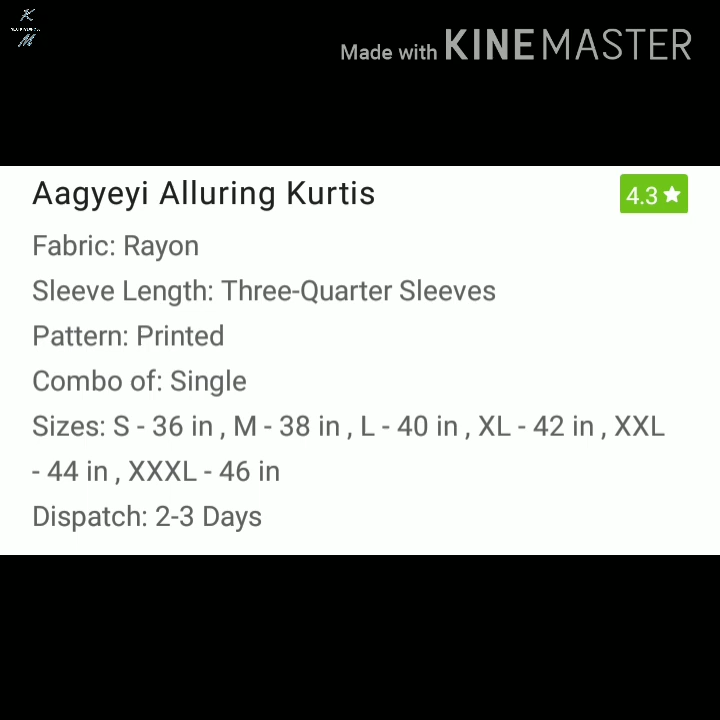 K
M
Made with KINEMASTER
Aagyeyi Alluring Kurtis
4.3★
Fabric: Rayon
Sleeve Length: Three-Quarter Sleeves
Pattern: Printed
Combo of: Single
Sizes: S - 36 in , M - 38 in , L - 40 in , XL - 42 in , XXL
- 44 in , XXXL - 46 in
Dispatch: 2-3 Days